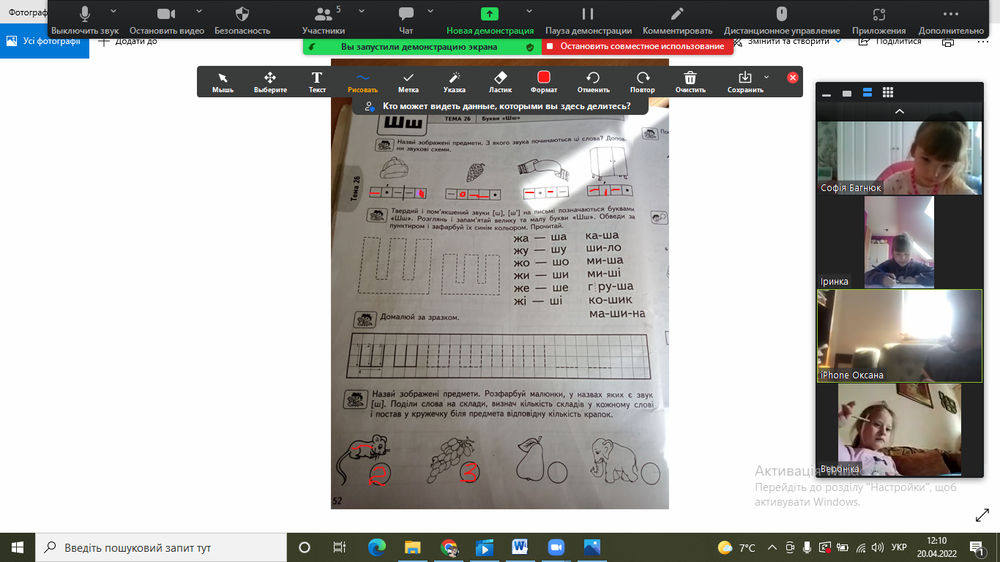 Фотограф
Выключить звук
Остановить видео
Безопасность
5
Участники
Чат
Новая демонстрация
Пауза демонстрации
Комментировать
Дистанционное управление
Приложения
Дополнительно
Усі фотографії
Додати до
Вы запустили демонстрацию экрана
Остановить совместное использование
Змінити та створити
Поділитися
Мышь
Выберите
Текст
Рисовать
Метка
Указка
Ластик
Формат
Отменить
Повтор
Очистить
Сохранить
Кто может видеть данные, которыми вы здесь делитесь?
Шш
ТЕМА 26
Букви «Шш»
Назви́ зображені предмети. З якого звука починаються ці слова? Допов-
ни звукові схеми.
Тема 26
Твердий і пом'якшений звуки [ш], [ш'] на письмі позначаються буквами
«Шш». Розглянь і запам'ятай велику та малу букви «Шш». Обведи за
пунктиром і зафарбуй їх синім кольором. Прочитай.
жа — ша ка-ша
жу — шу ши-ло
жо — шо ми-ша
жи — ши ми-ші
же — ше г ру-ша
жі — ші ко-шик
ма-ши-на
Домалюй за зразком.
2 3
4
Назви́ зображені предмети. Розфарбуй малюнки, у назвах яких є звук
[ш]. Поділи слова на склади, визнач кількість складів у кожному слові
і постав у кружечку біля предмета відповідну кількість крапок.
2 3
52
Софія Багнюк
Іринка
iPhone Оксана
Вероніка
Активація Windows
Перейдіть до розділу "Настройки", щоб
активувати Windows.
Введіть пошуковий запит тут
7°C
УКР
12:10
20.04.2022
1